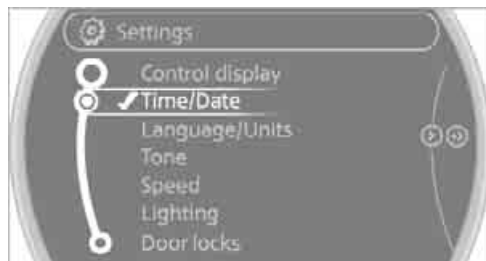 Settings
Control display
Time/Date
Language/Units
Tone
Speed
Lighting
Door locks